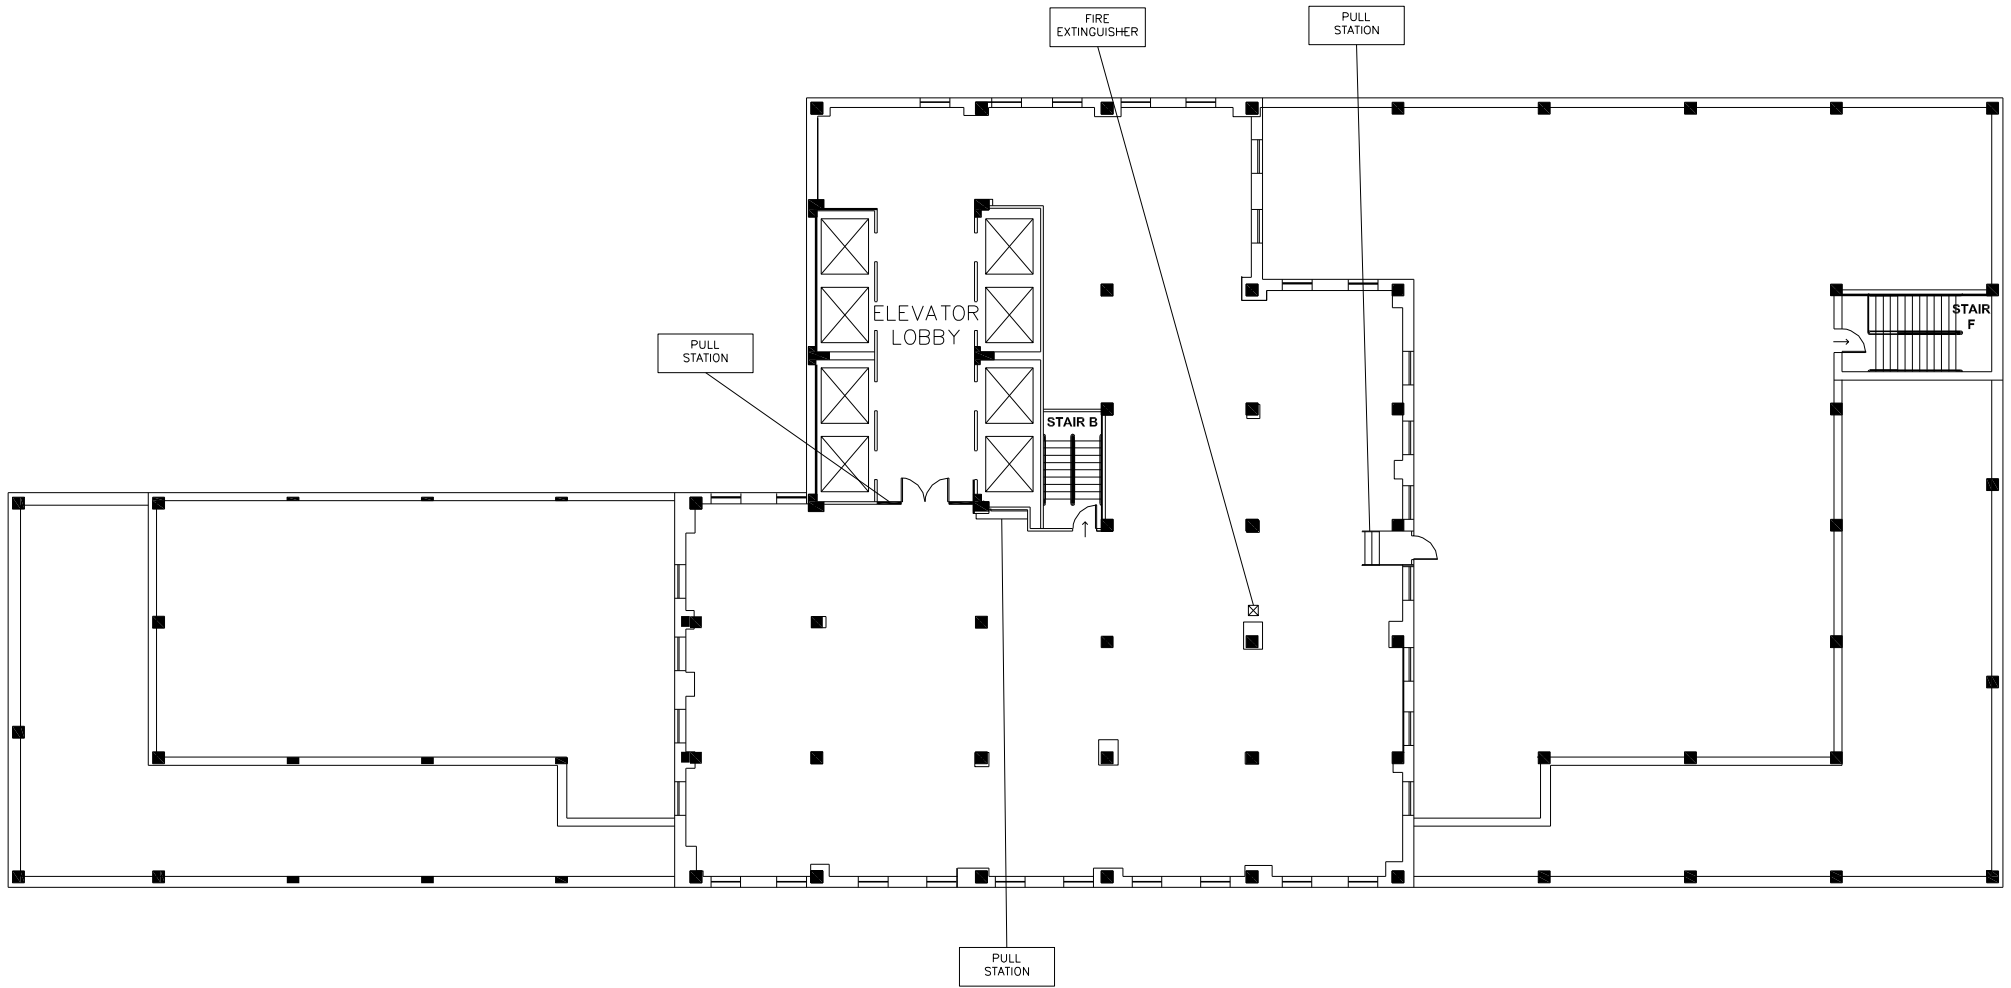 FIRE
EXTINGUISHER
PULL
STATION
STAIR
F
ELEVATOR
LOBBY
PULL
STATION
STAIR B
PULL
STATION